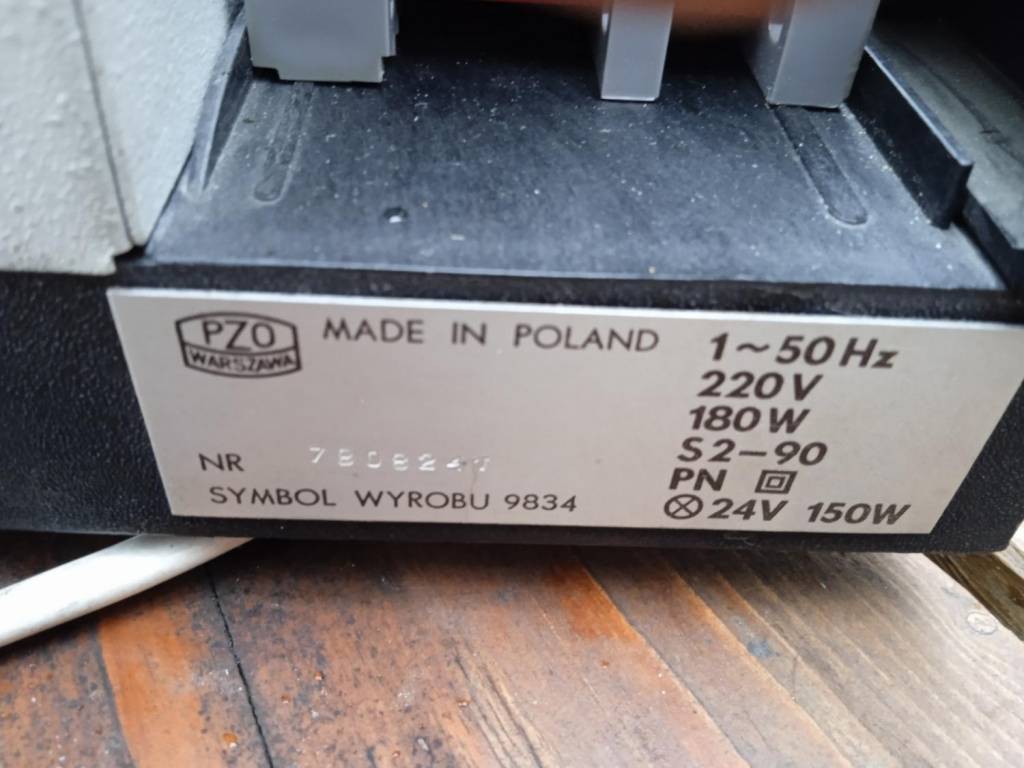 PZO
WARSZAWA
MADE IN POLAND
NR
SYMBOL WYROBU 9834
1~50Hz
220V
180W
S2-90
PN
24V 150W